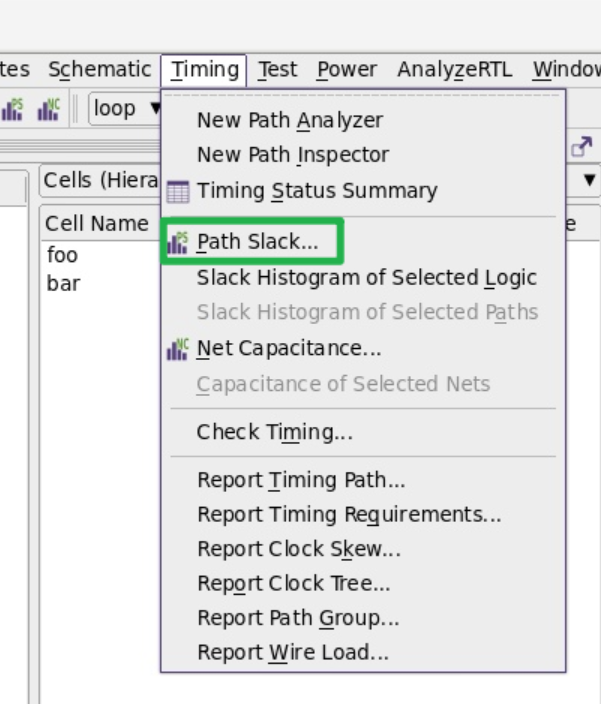 tes Schematic Timing Test Power AnalyzeRTL Window
PS NC loop
Cells (Hiera
Cell Name e
foo
bar
New Path Analyzer
New Path Inspector
Timing Status Summary
PS Path Slack...
Slack Histogram of Selected Logic
Slack Histogram of Selected Paths
NC Net Capacitance...
Capacitance of Selected Nets
Check Timing...
Report Timing Path...
Report Timing Requirements...
Report Clock Skew...
Report Clock Tree...
Report Path Group...
Report Wire Load...